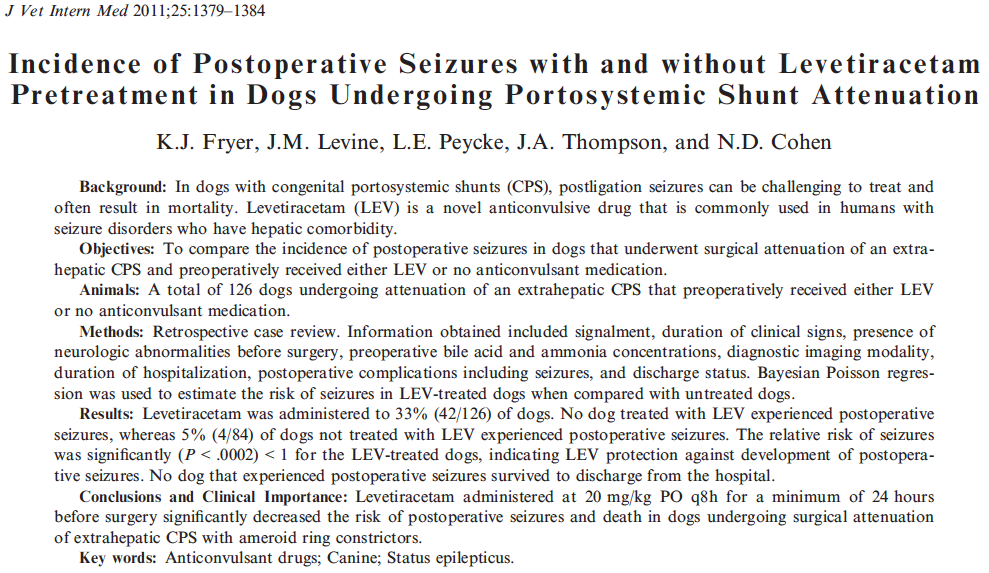 J Vet Intern Med 2011;25:1379–1384
Incidence of Postoperative Seizures with and without Levetiracetam
Pretreatment in Dogs Undergoing Portosystemic Shunt Attenuation
K.J. Fryer, J.M. Levine, L.E. Peycke, J.A. Thompson, and N.D. Cohen
Background: In dogs with congenital portosystemic shunts (CPS), postligation seizures can be challenging to treat and
often result in mortality. Levetiracetam (LEV) is a novel anticonvulsive drug that is commonly used in humans with
seizure disorders who have hepatic comorbidity.
Objectives: To compare the incidence of postoperative seizures in dogs that underwent surgical attenuation of an extra-
hepatic CPS and preoperatively received either LEV or no anticonvulsant medication.
Animals: A total of 126 dogs undergoing attenuation of an extrahepatic CPS that preoperatively received either LEV
or no anticonvulsant medication.
Methods: Retrospective case review. Information obtained included signalment, duration of clinical signs, presence of
neurologic abnormalities before surgery, preoperative bile acid and ammonia concentrations, diagnostic imaging modality,
duration of hospitalization, postoperative complications including seizures, and discharge status. Bayesian Poisson regres-
sion was used to estimate the risk of seizures in LEV-treated dogs when compared with untreated dogs.
Results: Levetiracetam was administered to 33% (42/126) of dogs. No dog treated with LEV experienced postoperative
seizures, whereas 5% (4/84) of dogs not treated with LEV experienced postoperative seizures. The relative risk of seizures
was significantly (P < .0002) < 1 for the LEV-treated dogs, indicating LEV protection against development of postopera-
tive seizures. No dog that experienced postoperative seizures survived to discharge from the hospital.
Conclusions and Clinical Importance: Levetiracetam administered at 20 mg/kg PO q8h for a minimum of 24 hours
before surgery significantly decreased the risk of postoperative seizures and death in dogs undergoing surgical attenuation
of extrahepatic CPS with ameroid ring constrictors.
Key words: Anticonvulsant drugs; Canine; Status epilepticus.